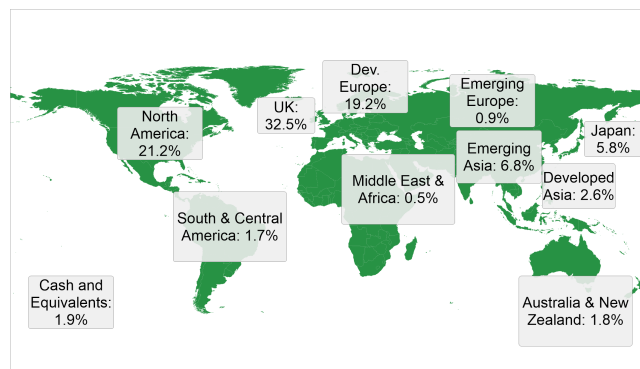 Dev.
Europe:
19.2%
Emerging
Europe:
0.9%
UK:
32.5%
North
America:
21.2%
Japan:
5.8%
Emerging
Asia: 6.8%
Middle East &
Africa: 0.5%
Developed
Asia: 2.6%
South & Central
America: 1.7%
Cash and
Equivalents:
1.9%
Australia & New
Zealand: 1.8%